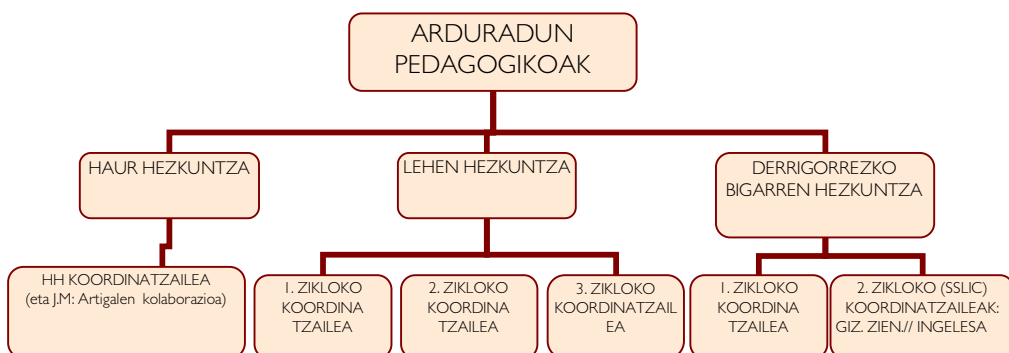 ARDURADUN
PEDAGOGIKOAK
HAUR HEZKUNTZA
LEHEN HEZKUNTZA
DERRIGORREZKO
BIGARREN HEZKUNTZA
HH KOORDINATZAILEA
(eta J.M: Artigalen kolaborazioa)
1. ZIKLOKO
KOORDINA
TZAILEA
2. ZIKLOKO
KOORDINA
TZAILEA
3. ZIKLOKO
KOORDINATZAIL
EA
1. ZIKLOKO
KOORDINA
TZAILEA
2. ZIKLOKO (SSLIC)
KOORDINATZAILEAK:
GIZ. ZIEN.// INGELESA